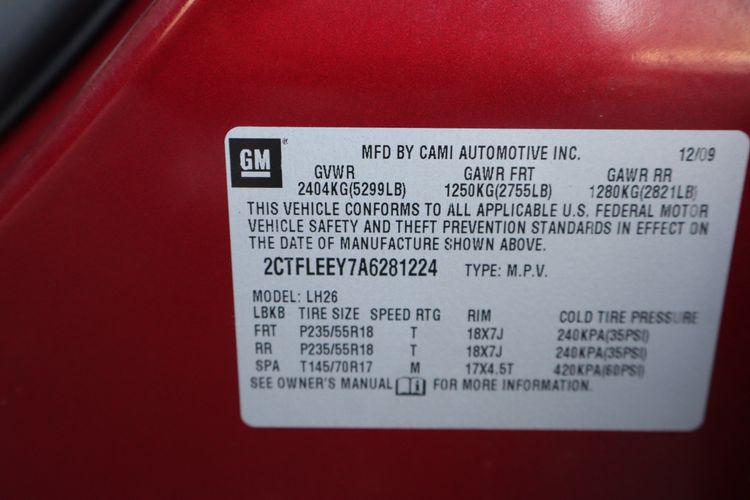 GM® MFD BY CAMI AUTOMOTIVE INC. 12/09
GVWR GAWR FRT GAWR RR
2404KG(5299LB) 1250KG(2755LB) 1280KG(2821LB)
THIS VEHICLE CONFORMS TO ALL APPLICABLE U.S. FEDERAL MOTOR
VEHICLE SAFETY AND THEFT PREVENTION STANDARDS IN EFFECT ON
THE DATE OF MANUFACTURE SHOWN ABOVE.
2CTFLEEY7A6281224 TYPE: M.P.V.
MODEL: LH26
LBKB TIRE SIZE SPEED RTG RIM COLD TIRE PRESSURE
FRT P235/55R18 T 18X7J 240KPA(35PSI)
RR P235/55R18 T 18X7J 240KPA(35PSI)
SPA T145/70R17 M 17X4.5T 420KPA(60PSI)
SEE OWNER'S MANUAL FOR MORE INFORMATION.